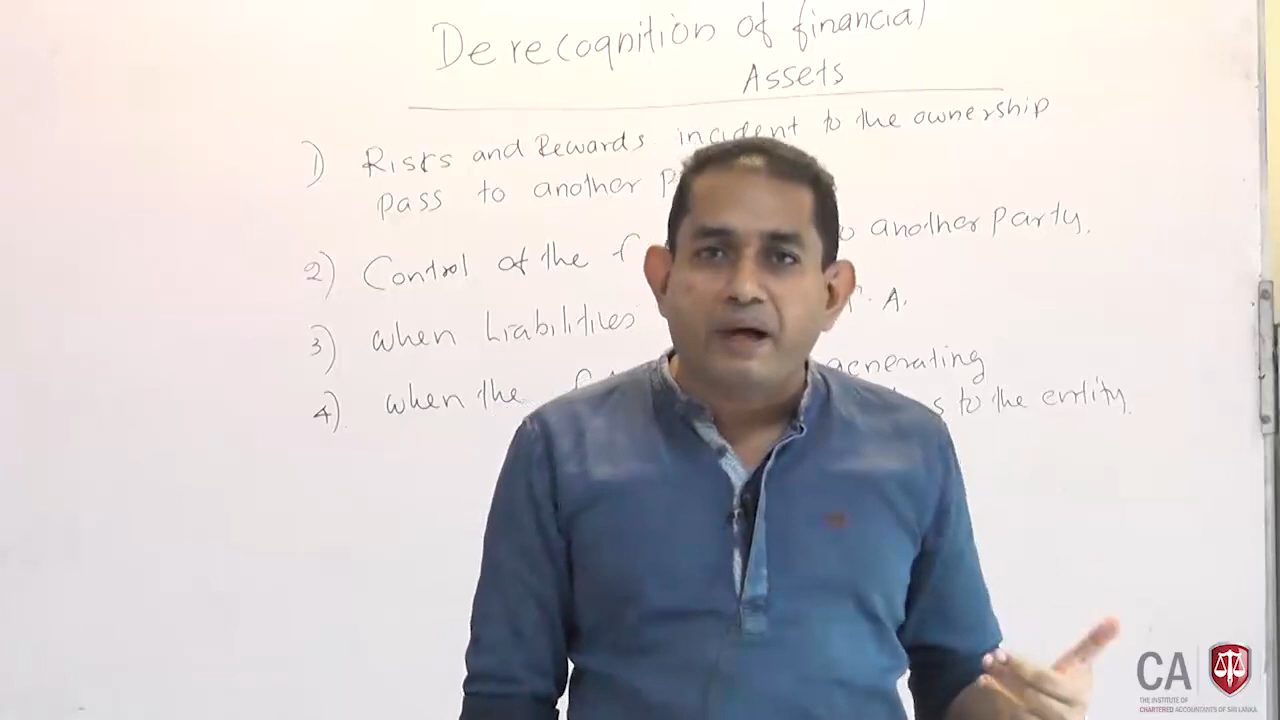 Derecognition of financial
Assets
1) Risks and Rewards incident to the ownership
pass to another
2) Control of the another party.
3) when Liabilities A.
4) when the generating
to the entity.
CA
THE INSTITUTE OF
CHARTERED ACCOUNTANTS OF SRI LANKA